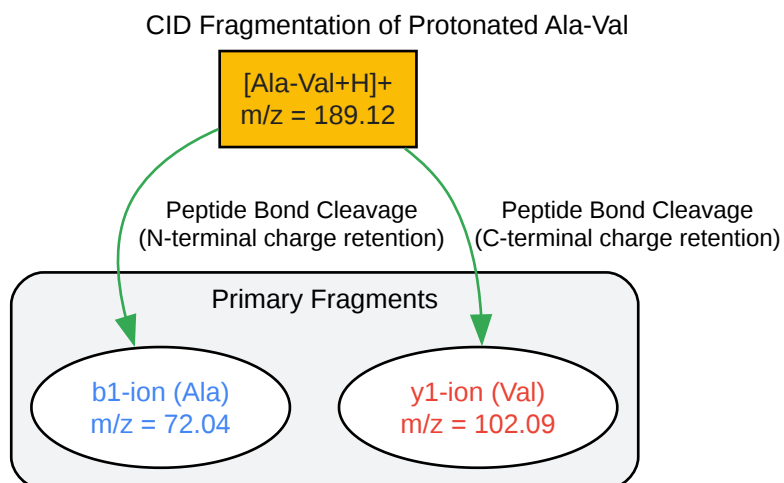 CID Fragmentation of Protonated Ala-Val
[Ala-Val+H]+
m/z = 189.12
Peptide Bond Cleavage
(N-terminal charge retention)
Peptide Bond Cleavage
(C-terminal charge retention)
Primary Fragments
b1-ion (Ala)
m/z = 72.04
y1-ion (Val)
m/z = 102.09